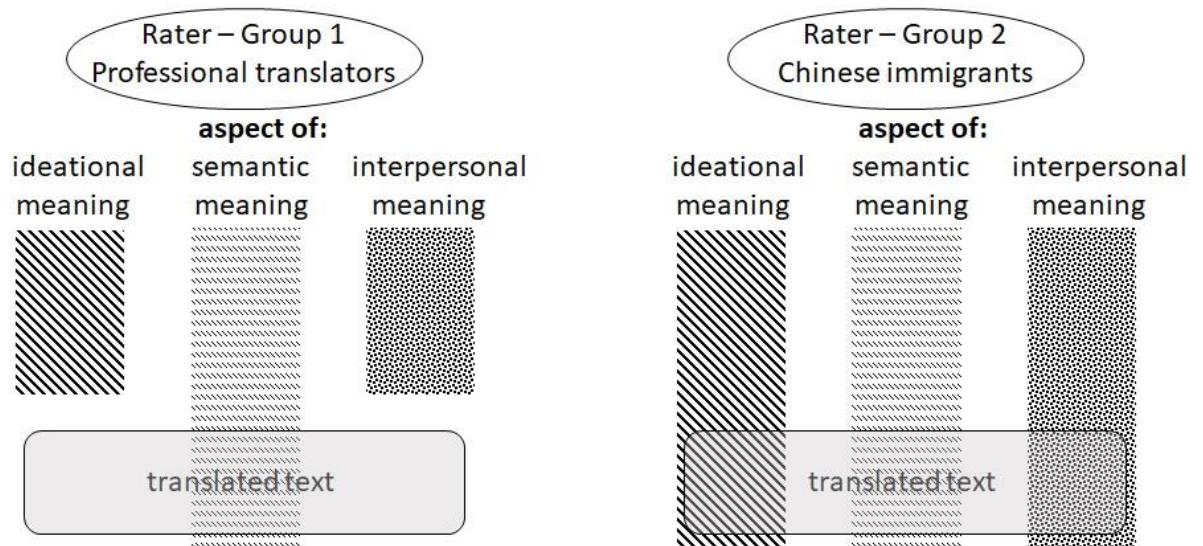 Rater – Group 1
Professional translators
aspect of:
ideational semantic interpersonal
meaning meaning meaning
translated text
Rater – Group 2
Chinese immigrants
aspect of:
ideational semantic interpersonal
meaning meaning meaning
translated text